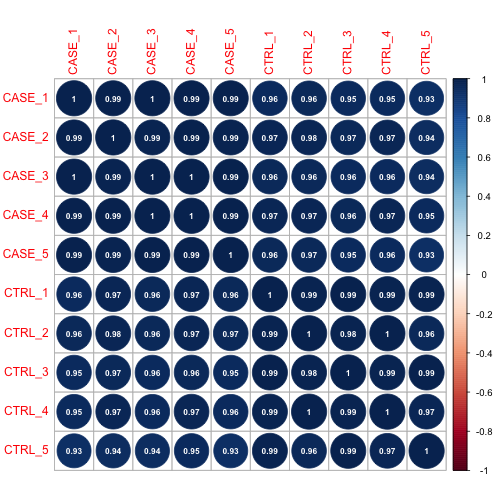 CASE_1 CASE_2 CASE_3 CASE_4 CASE_5 CTRL_1 CTRL_2 CTRL_3 CTRL_4 CTRL_5
CASE_1 1 0.99 1 0.99 0.99 0.96 0.96 0.95 0.95 0.93
CASE_2 0.99 1 0.99 0.99 0.99 0.97 0.98 0.97 0.97 0.94
CASE_3 1 0.99 1 1 0.99 0.96 0.96 0.96 0.96 0.94
CASE_4 0.99 0.99 1 1 0.99 0.97 0.97 0.96 0.97 0.95
CASE_5 0.99 0.99 0.99 0.99 1 0.96 0.97 0.95 0.96 0.93
CTRL_1 0.96 0.97 0.96 0.97 0.96 1 0.99 0.99 0.99 0.99
CTRL_2 0.96 0.98 0.96 0.97 0.97 0.99 1 0.98 1 0.96
CTRL_3 0.95 0.97 0.96 0.96 0.95 0.99 0.98 1 0.99 0.99
CTRL_4 0.95 0.97 0.96 0.97 0.96 0.99 1 0.99 1 0.97
CTRL_5 0.93 0.94 0.94 0.95 0.93 0.99 0.96 0.99 0.97 1
1
0.8
0.6
0.4
0.2
0
-0.2
-0.4
-0.6
-0.8
-1